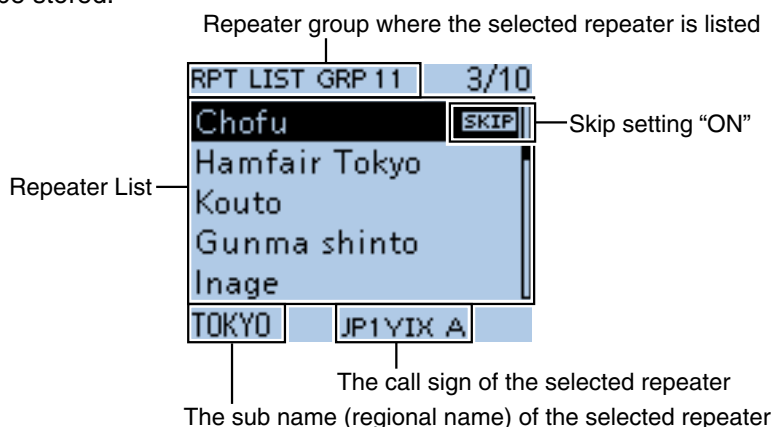 be stored.
Repeater group where the selected repeater is listed
RPT LIST GRP 11 3/10
Chofu SKIP
Skip setting “ON”
Hamfair Tokyo
Repeater List
Kouto
Gunma shinto
Inage
TOKYO JP1YIX A
The call sign of the selected repeater
The sub name (regional name) of the selected repeater